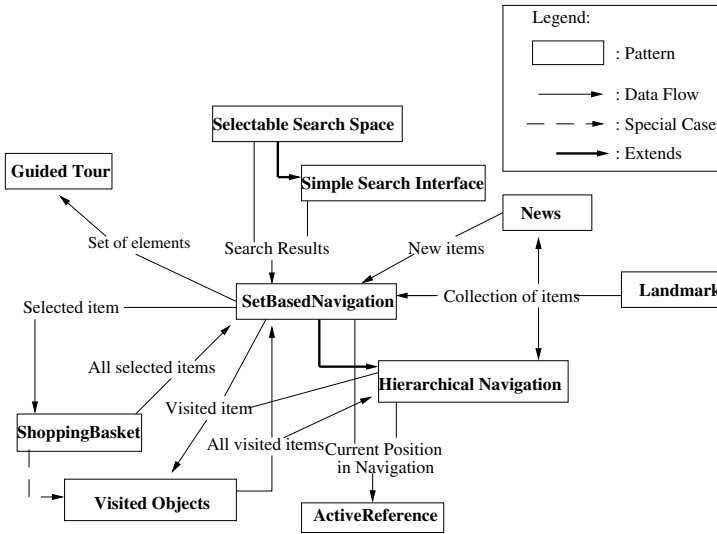 Legend:
: Pattern
: Data Flow
: Special Case
: Extends
Selectable Search Space
Guided Tour
Simple Search Interface
News
Set of elements
Search Results
New items
Selected item
SetBasedNavigation
Collection of items
Landmark
All selected items
Hierarchical Navigation
Visited item
ShoppingBasket
All visited items
Current Position
in Navigation
Visited Objects
ActiveReference